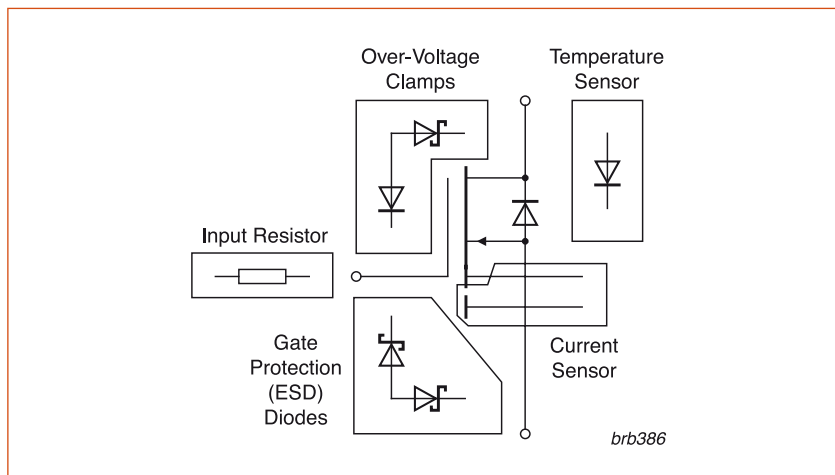 Over-Voltage
Clamps
Temperature
Sensor
Input Resistor
Gate
Protection
(ESD)
Diodes
Current
Sensor
brb386